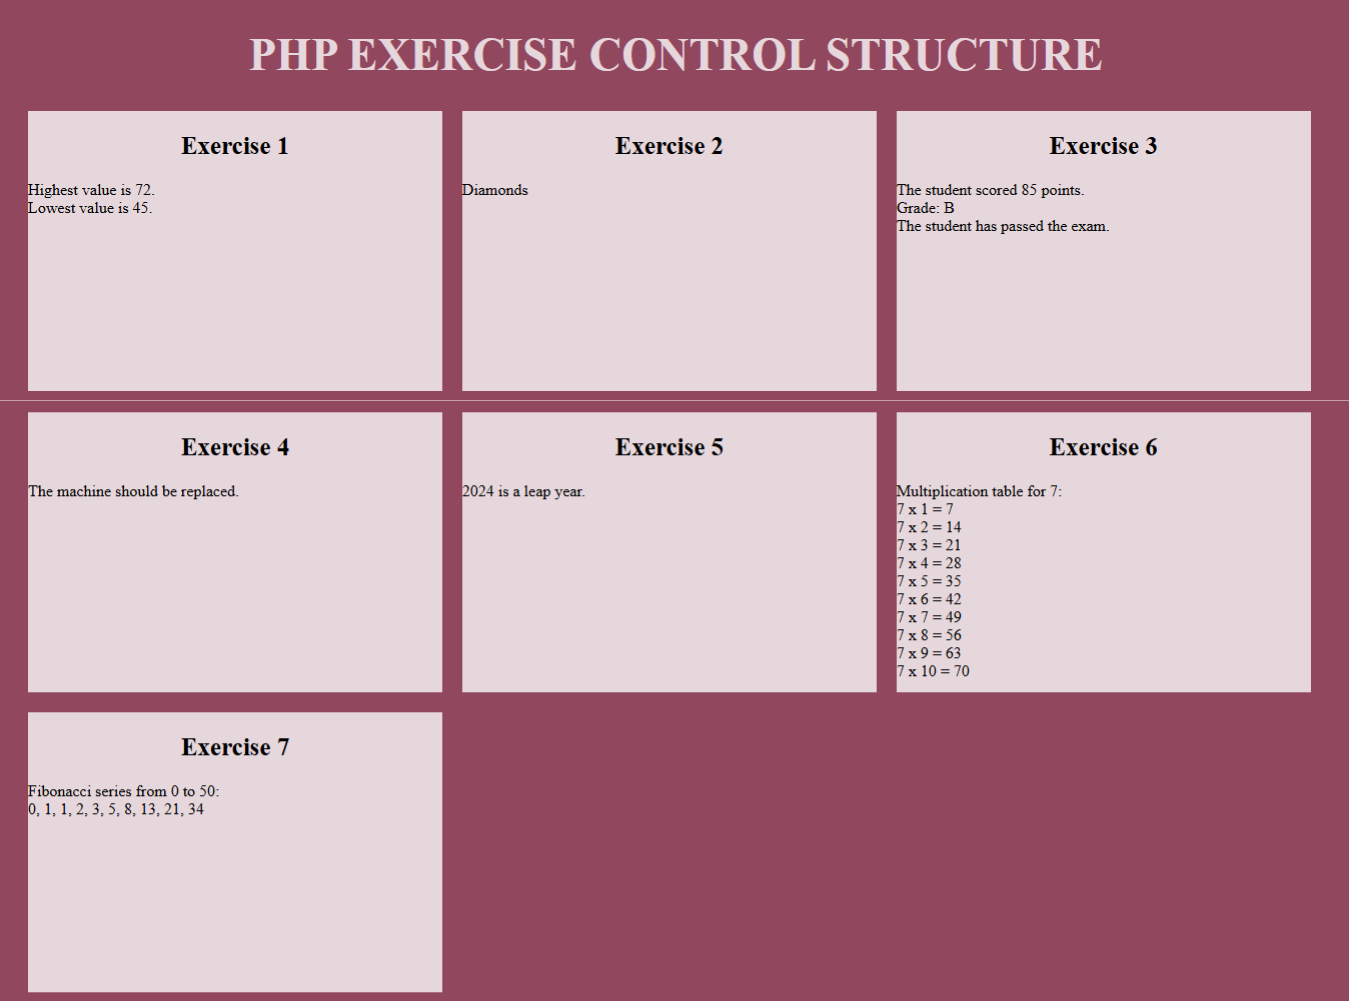 PHP EXERCISE CONTROL STRUCTURE
Exercise 1
Highest value is 72.
Lowest value is 45.
Exercise 2
Diamonds
Exercise 3
The student scored 85 points.
Grade: B
The student has passed the exam.
Exercise 4
The machine should be replaced.
Exercise 5
2024 is a leap year.
Exercise 6
Multiplication table for 7:
7 x 1 = 7
7 x 2 = 14
7 x 3 = 21
7 x 4 = 28
7 x 5 = 35
7 x 6 = 42
7 x 7 = 49
7 x 8 = 56
7 x 9 = 63
7 x 10 = 70
Exercise 7
Fibonacci series from 0 to 50:
0, 1, 1, 2, 3, 5, 8, 13, 21, 34